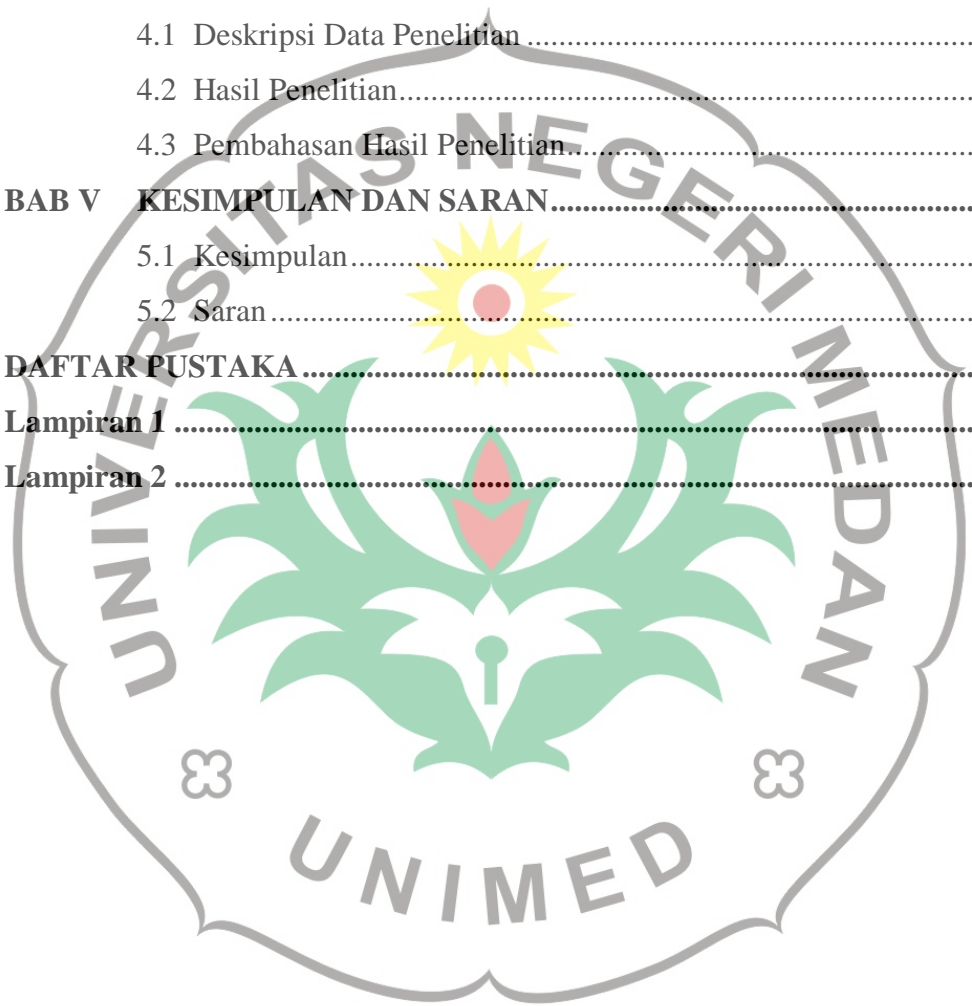 4.1 Deskripsi Data Penelitian ........................................................
4.2 Hasil Penelitian ........................................................................
4.3 Pembahasan Hasil Penelitian ...................................................
BAB V KESIMPULAN DAN SARAN .....................................................
5.1 Kesimpulan ..............................................................................
5.2 Saran ........................................................................................
DAFTAR PUSTAKA ....................................................................................
Lampiran 1 ....................................................................................................
Lampiran 2 ....................................................................................................
UNIVERSITAS NEGERI MEDAN
UNIMED